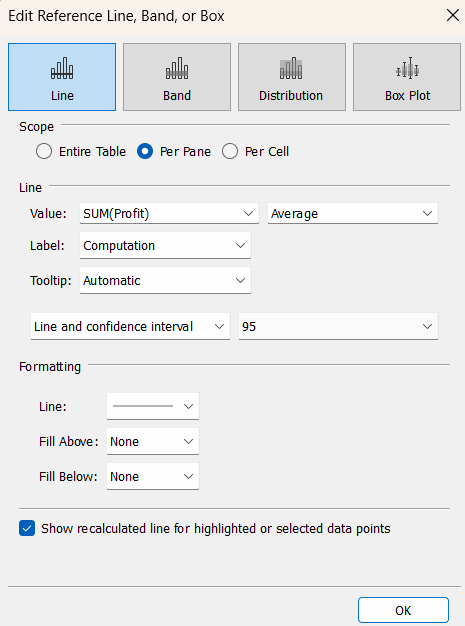 Edit Reference Line, Band, or Box
Line Band Distribution Box Plot
Scope
Entire Table Per Pane Per Cell
Line
Value: SUM(Profit) Average
Label: Computation
Tooltip: Automatic
Line and confidence interval 95
Formatting
Line:
Fill Above: None
Fill Below: None
Show recalculated line for highlighted or selected data points
OK